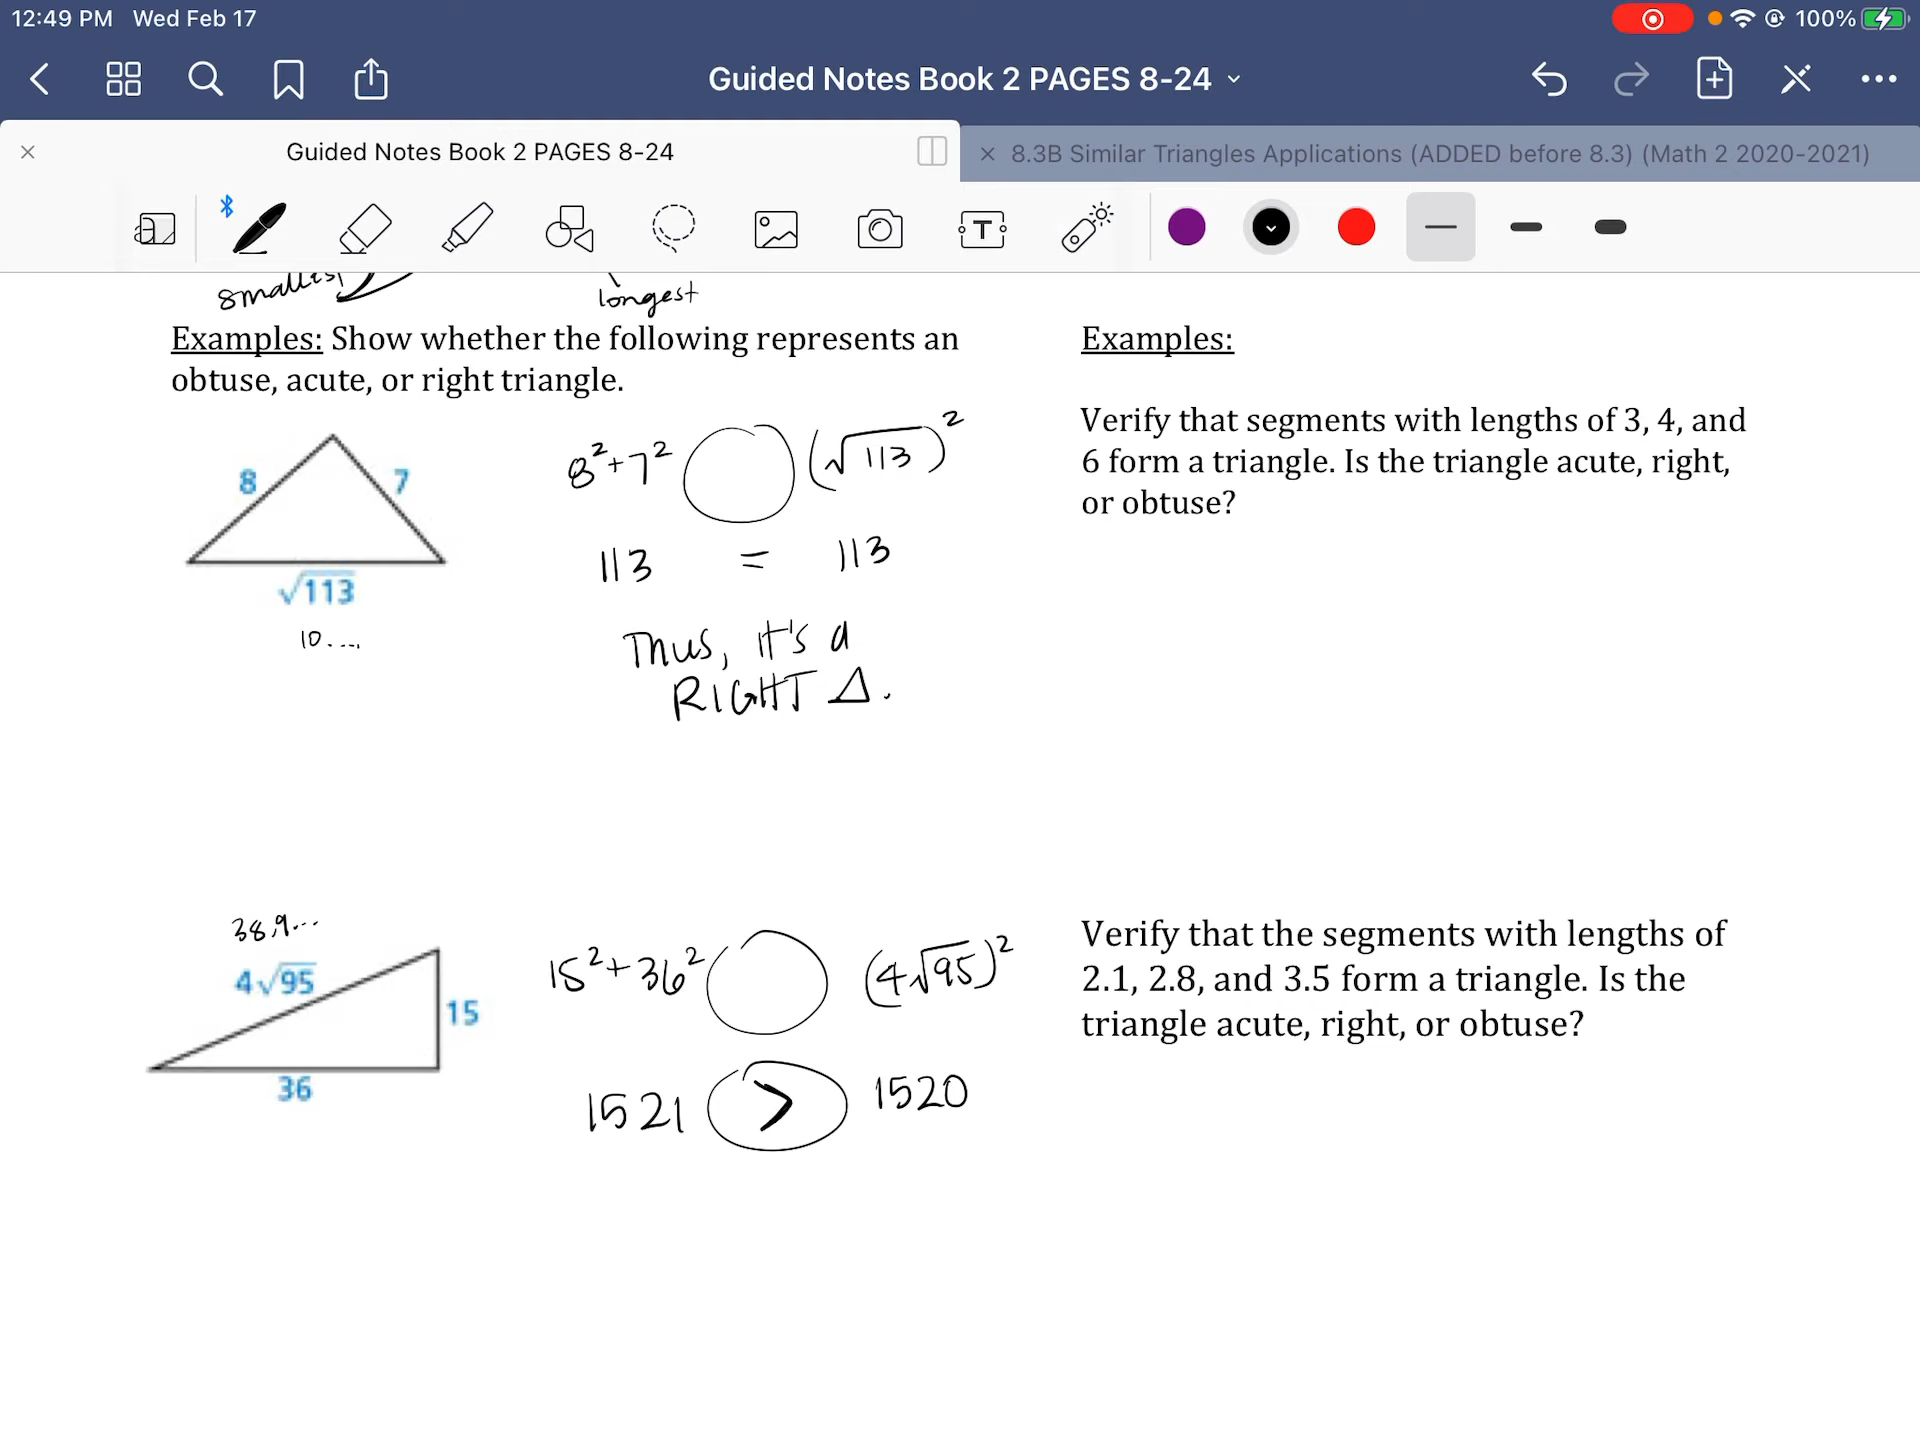 12:49 PM Wed Feb 17
100%
Guided Notes Book 2 PAGES 8-24
Guided Notes Book 2 PAGES 8-24
8.3B Similar Triangles Applications (ADDED before 8.3) (Math 2 2020-2021)
smallest
longest
Examples: Show whether the following represents an
obtuse, acute, or right triangle.
8 7
√113
10....
8²+7² (√113)²
113 = 113
Thus, it's a
RIGHT Δ.
Examples:
Verify that segments with lengths of 3, 4, and
6 form a triangle. Is the triangle acute, right,
or obtuse?
38.9...
4√95
15
36
15²+36² (4√95)²
1521 > 1520
Verify that the segments with lengths of
2.1, 2.8, and 3.5 form a triangle. Is the
triangle acute, right, or obtuse?